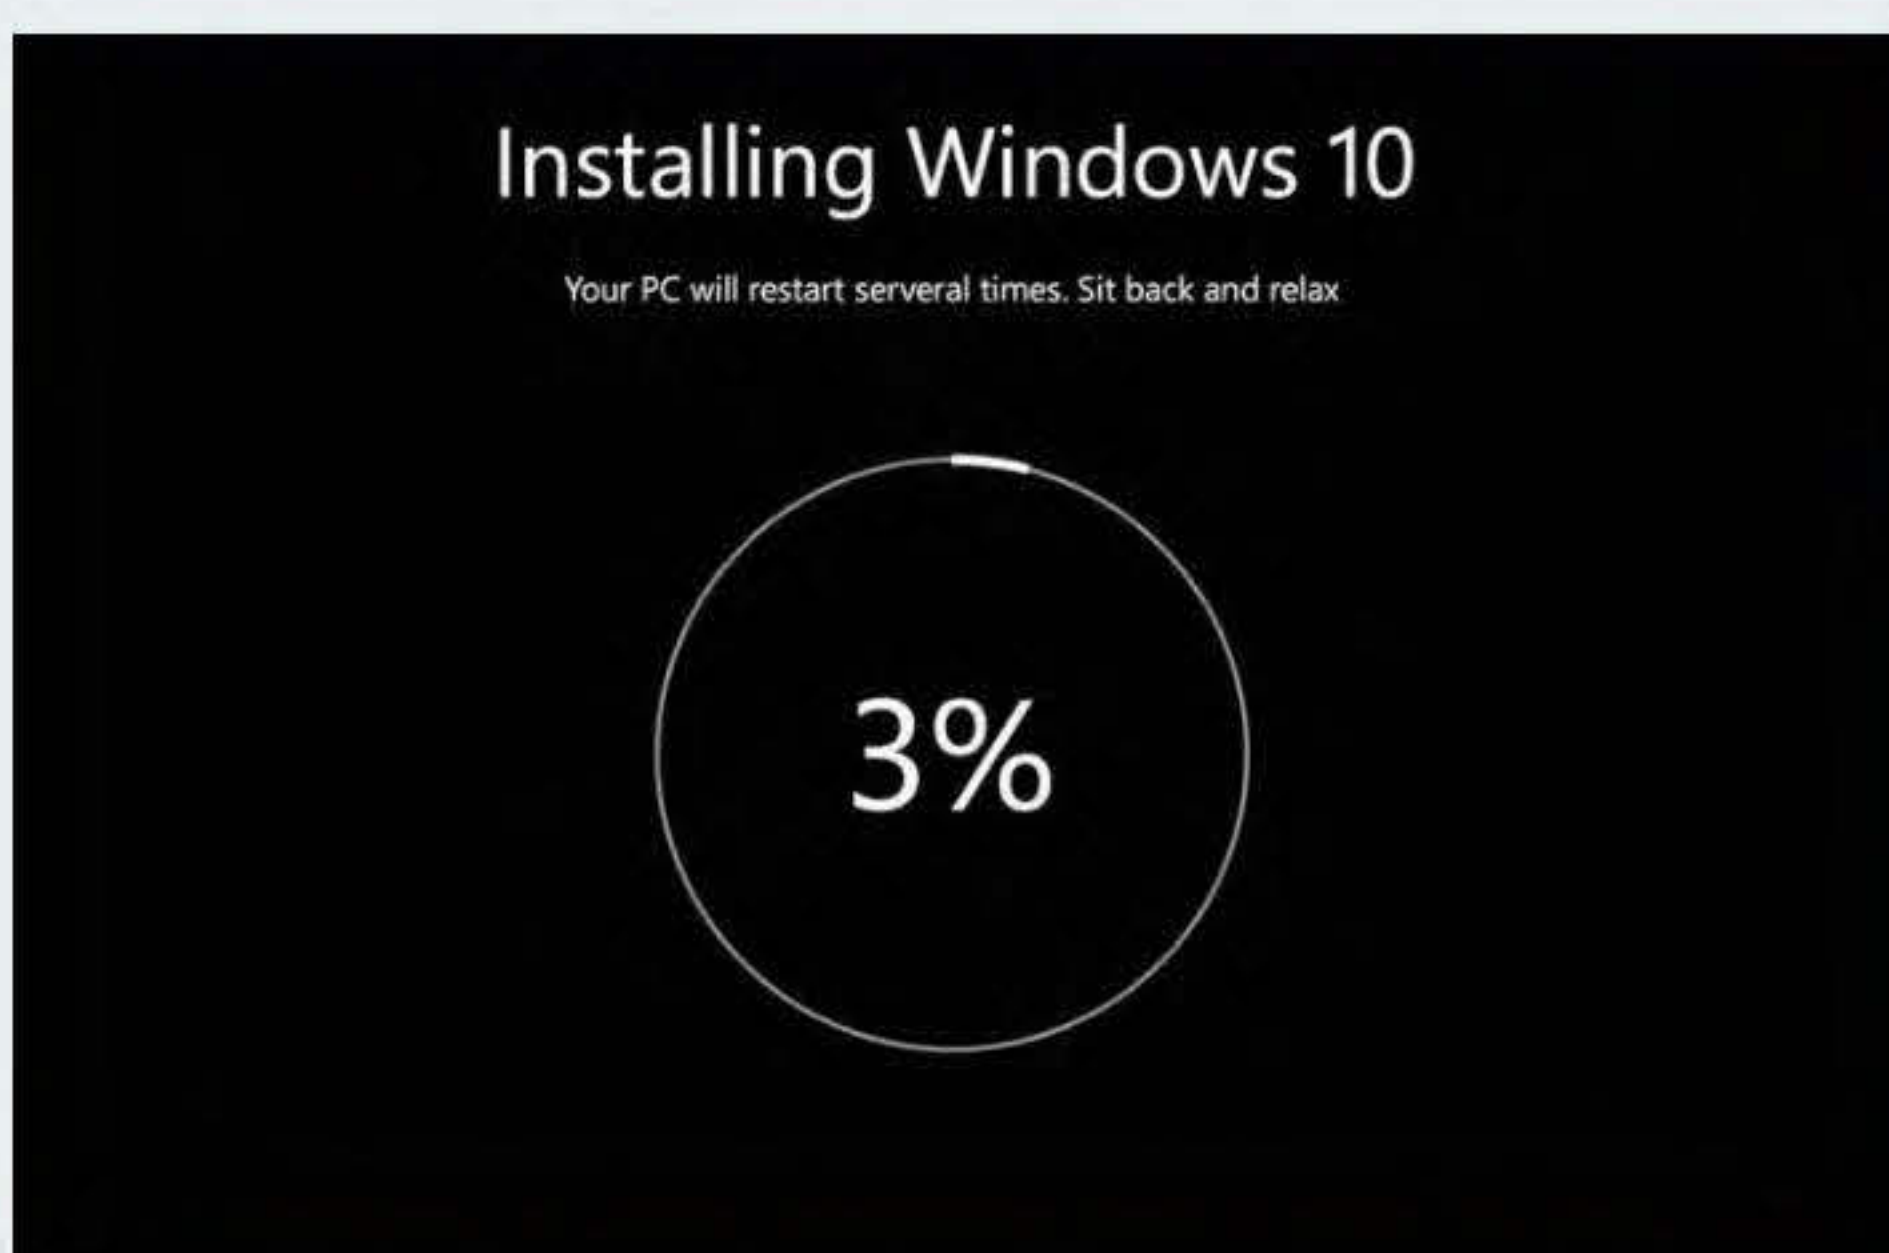 Installing Windows 10
Your PC will restart serveral times. Sit back and relax
3%